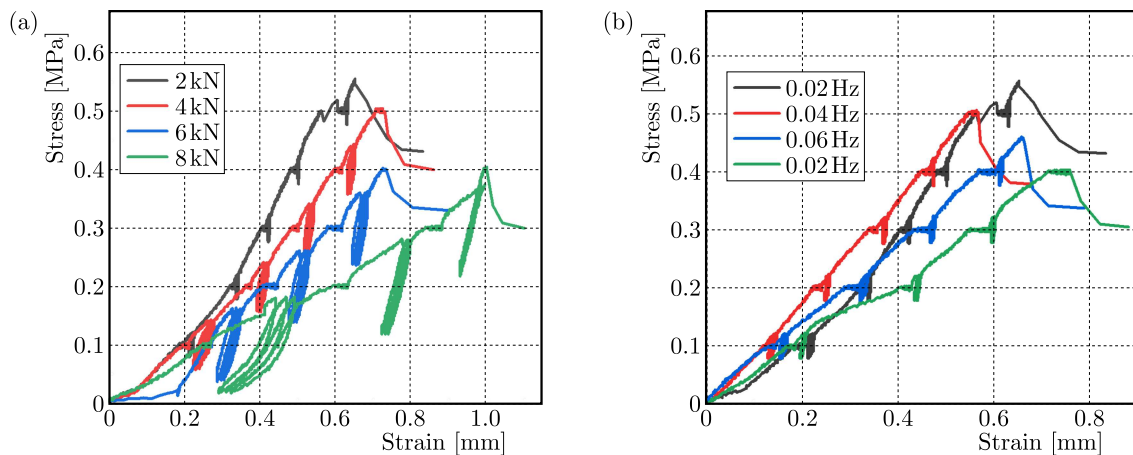 (a)
Stress [MPa]
0.6
0.5
0.4
0.3
0.2
0.1
0
2 kN
4 kN
6 kN
8 kN
0 0.2 0.4 0.6 0.8 1.0
Strain [mm]
(b)
Stress [MPa]
0.6
0.5
0.4
0.3
0.2
0.1
0
0.02 Hz
0.04 Hz
0.06 Hz
0.02 Hz
0 0.2 0.4 0.6 0.8
Strain [mm]